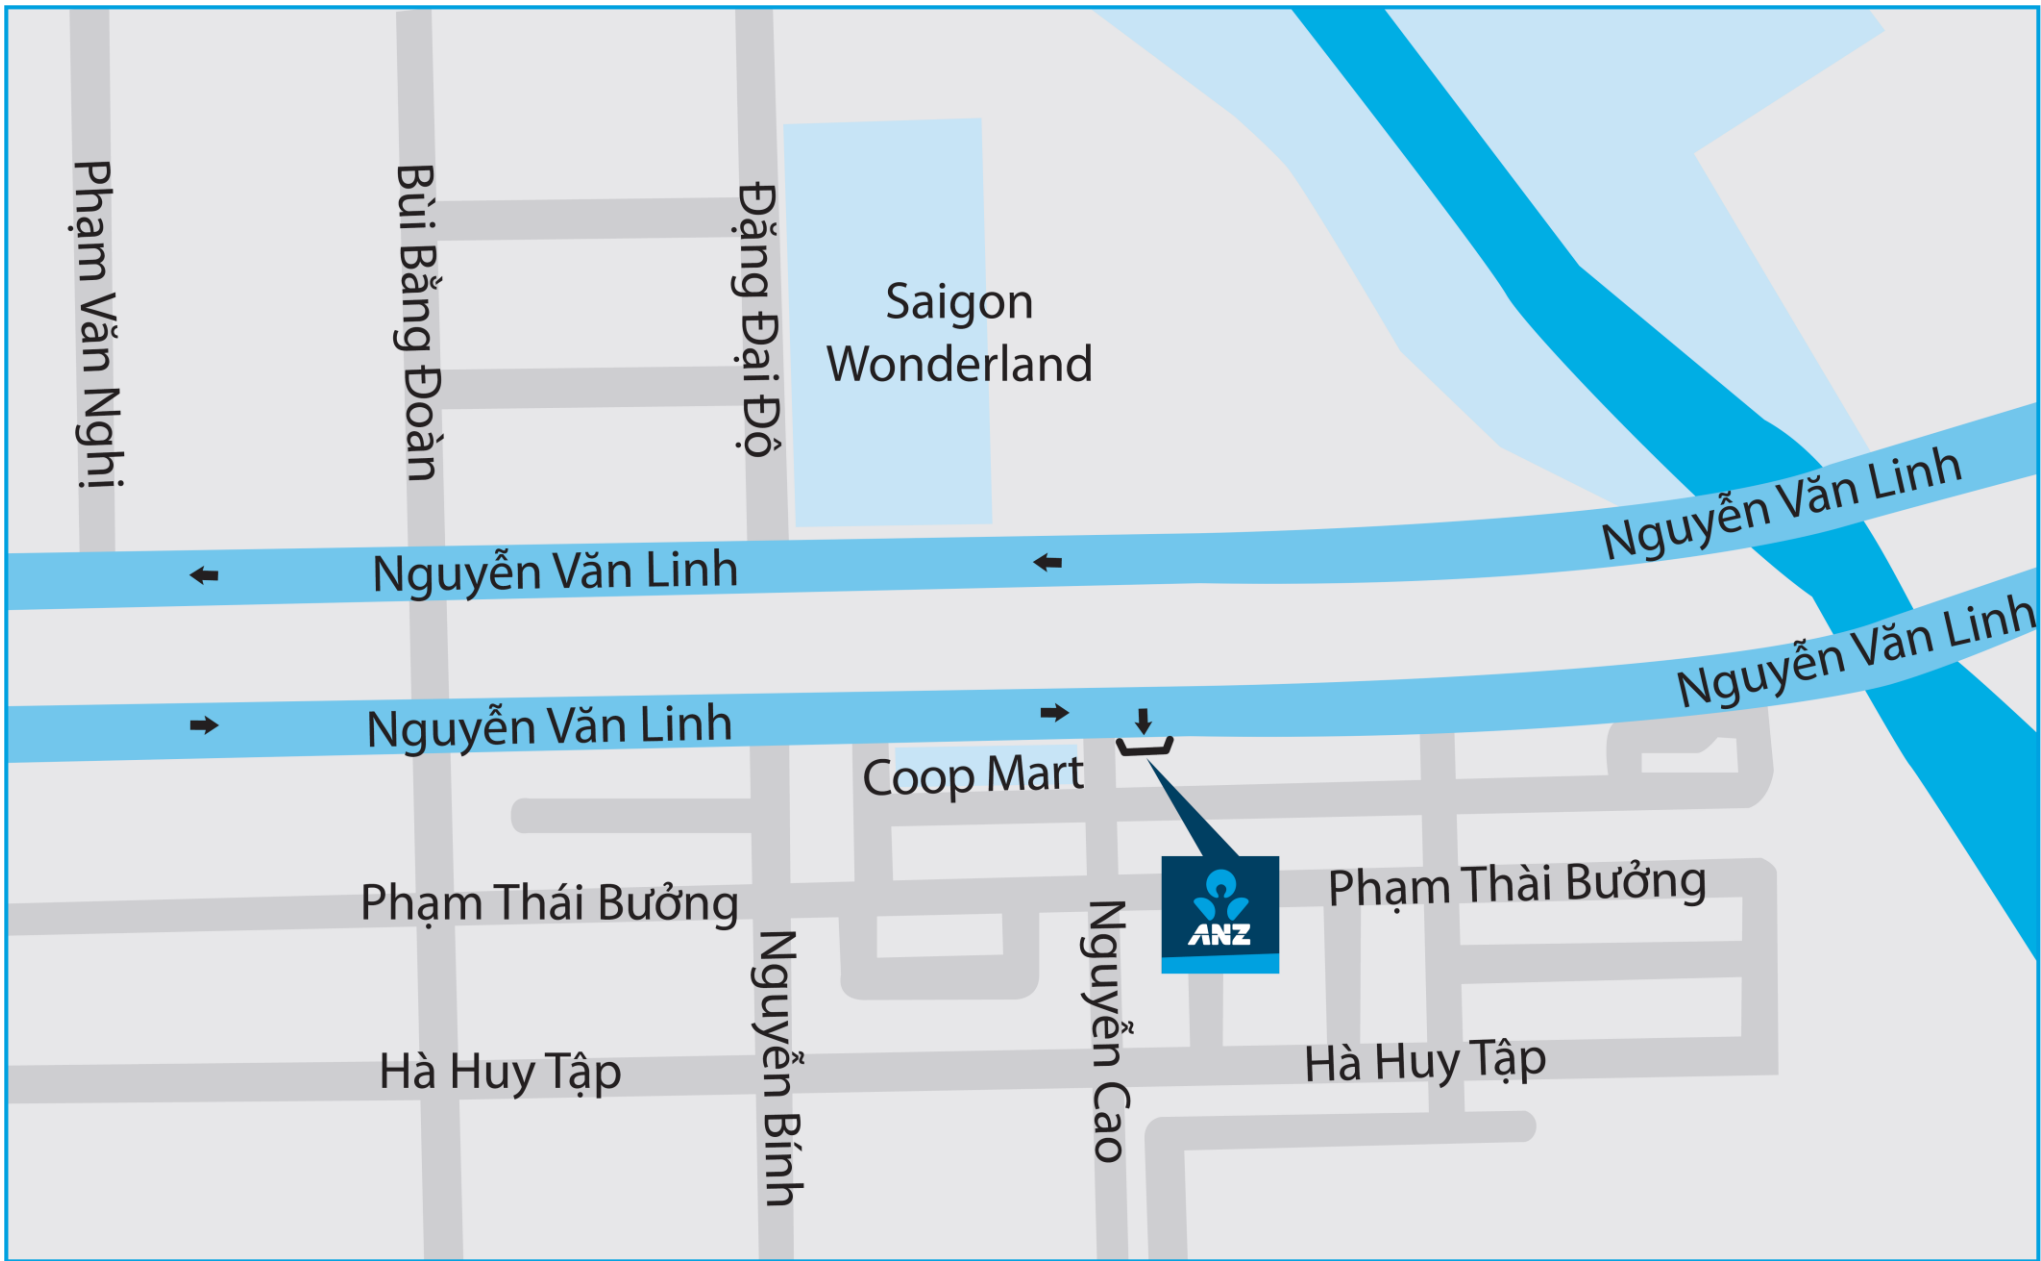 Phạm Văn Nghị
Bùi Bằng Đoàn
Đặng Đại Độ
Saigon
Wonderland
Nguyễn Văn Linh
Nguyễn Văn Linh
Nguyễn Văn Linh
Nguyễn Văn Linh
Coop Mart
Phạm Thái Bưởng
Phạm Thài Bưởng
ANZ
Nguyễn Bính
Nguyễn Cao
Hà Huy Tập
Hà Huy Tập